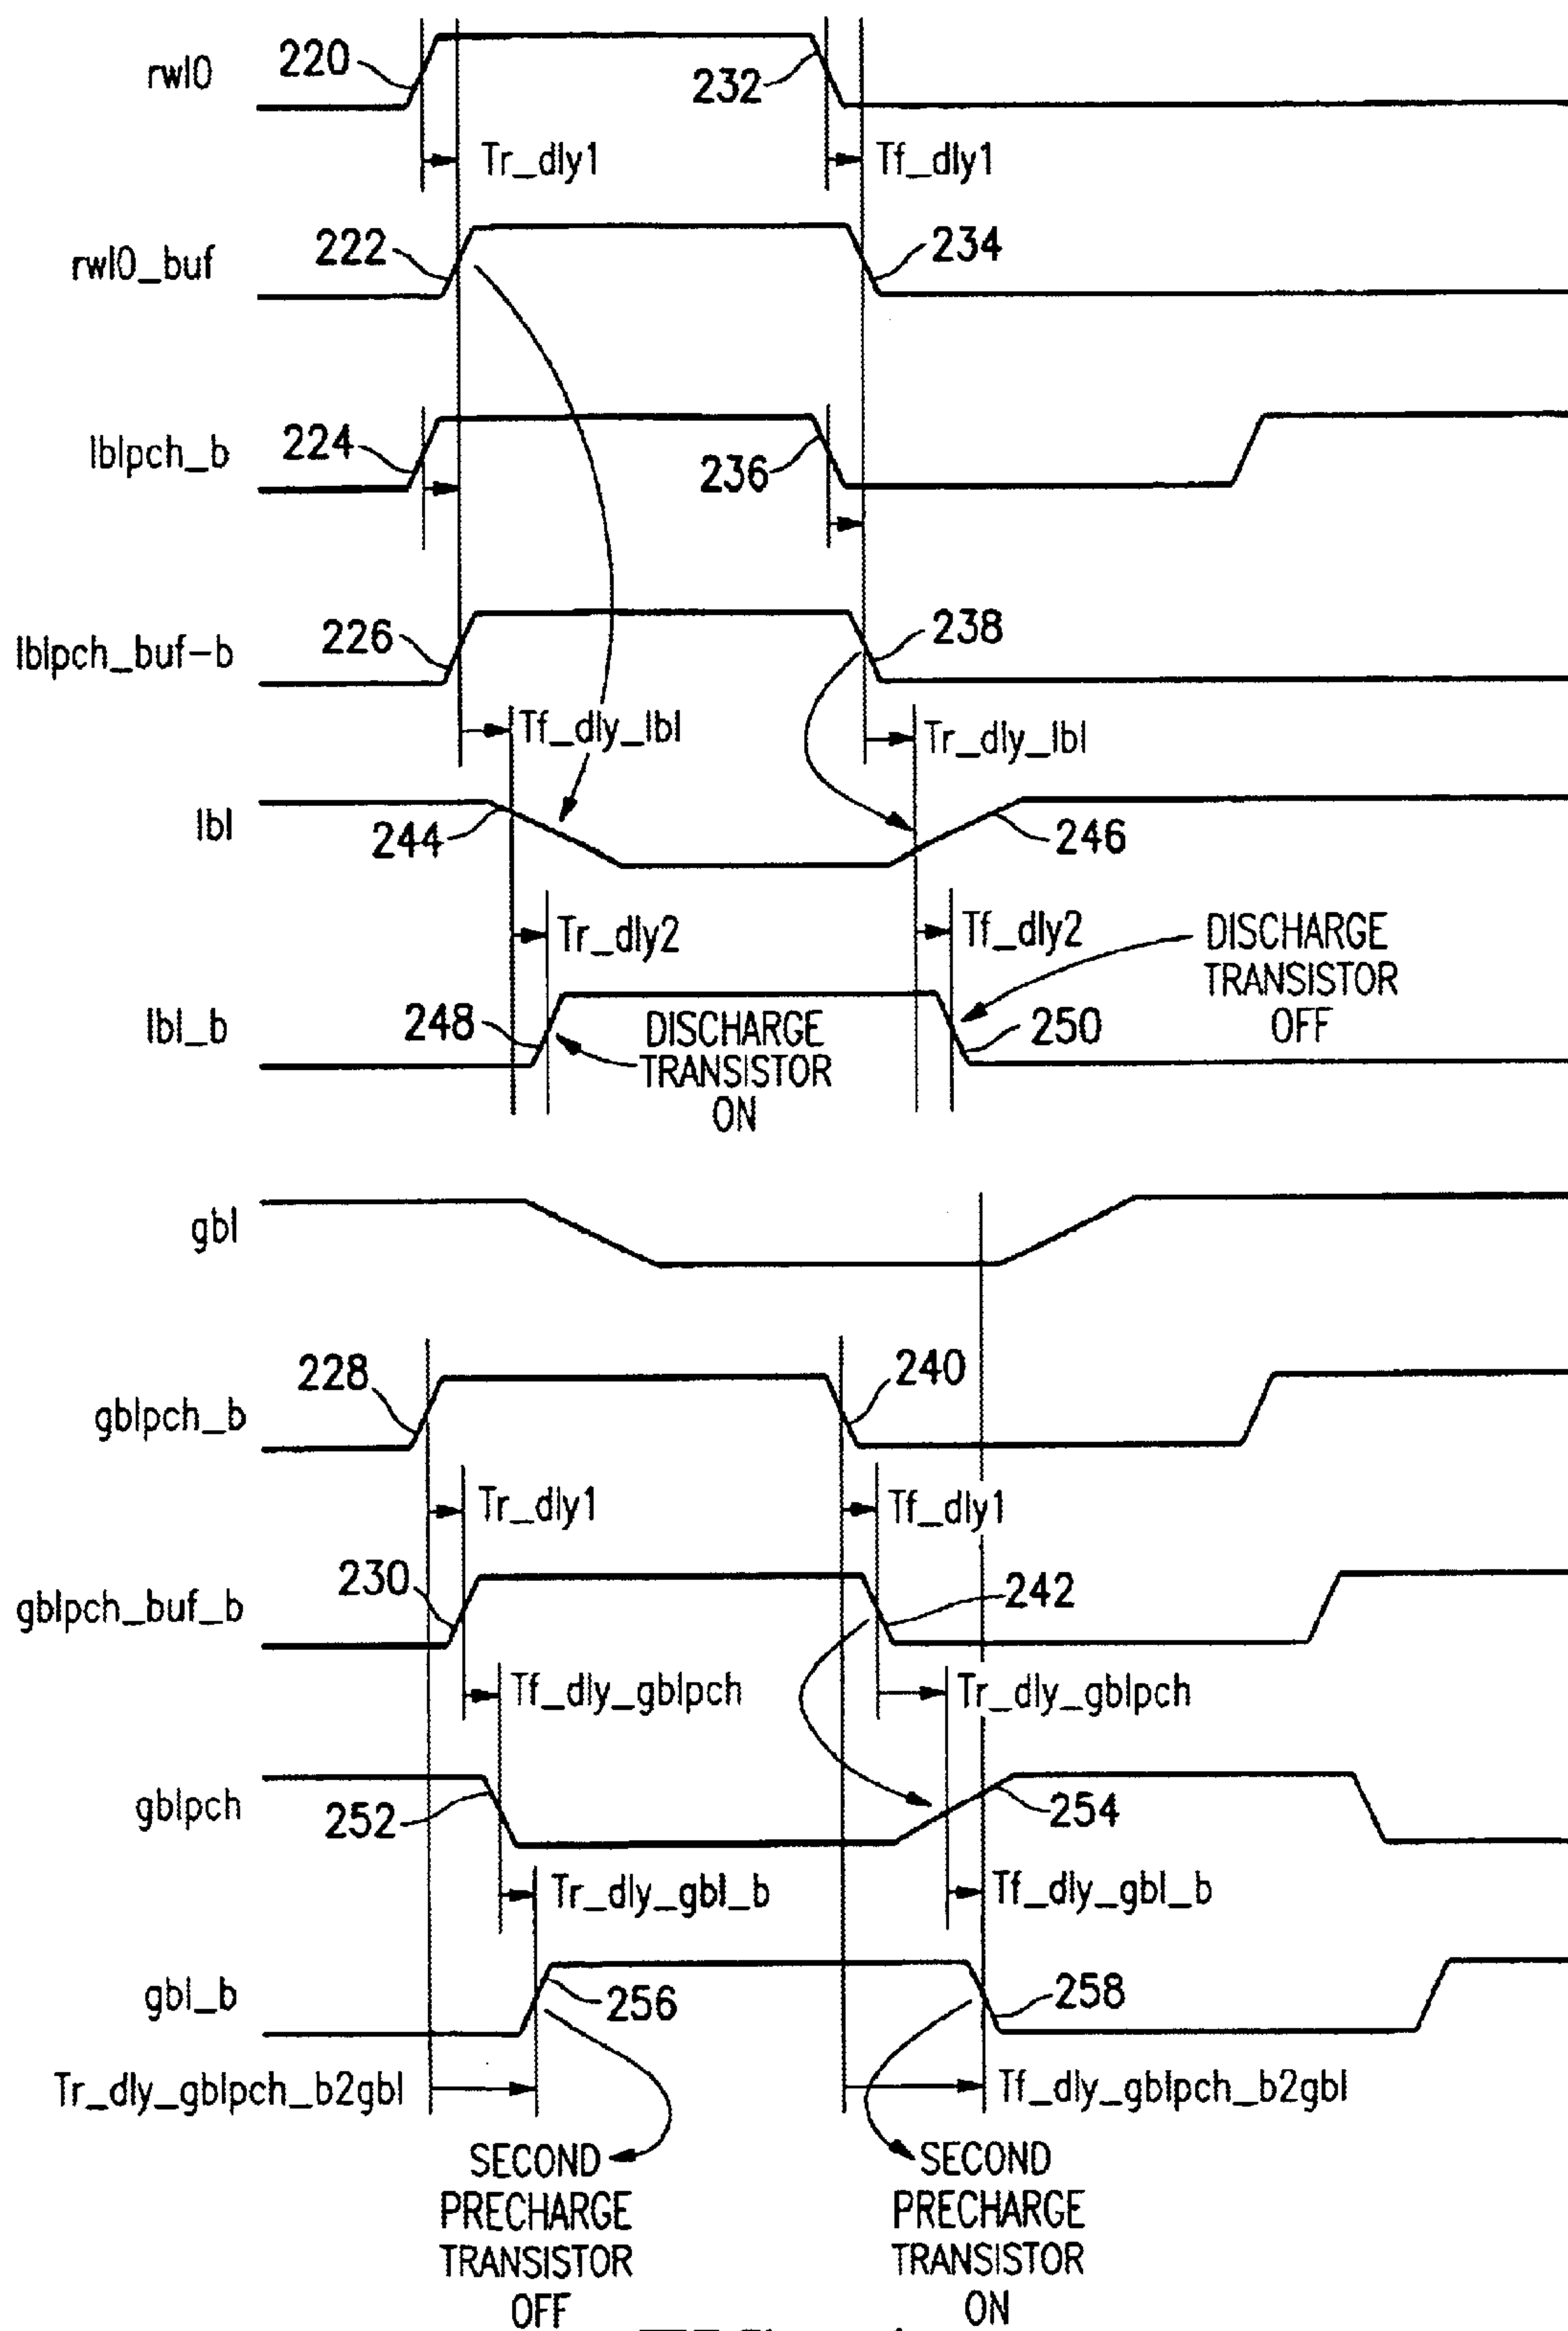 rwl0
220
232
Tr_dly1
Tf_dly1
rwl0_buf
222
234
lblpch_b
224
236
lblpch_buf-b
226
238
Tf_dly_lbl
Tr_dly_lbl
lbl
244
246
Tr_dly2
Tf_dly2
DISCHARGE
TRANSISTOR
OFF
lbl_b
248
DISCHARGE
TRANSISTOR
ON
250
gbl
gblpch_b
228
240
Tr_dly1
Tf_dly1
gblpch_buf_b
230
242
Tf_dly_gblpch
Tr_dly_gblpch
gblpch
252
254
Tr_dly_gbl_b
Tf_dly_gbl_b
gbl_b
256
258
Tr_dly_gblpch_b2gbl
Tf_dly_gblpch_b2gbl
SECOND
PRECHARGE
TRANSISTOR
OFF
SECOND
PRECHARGE
TRANSISTOR
ON